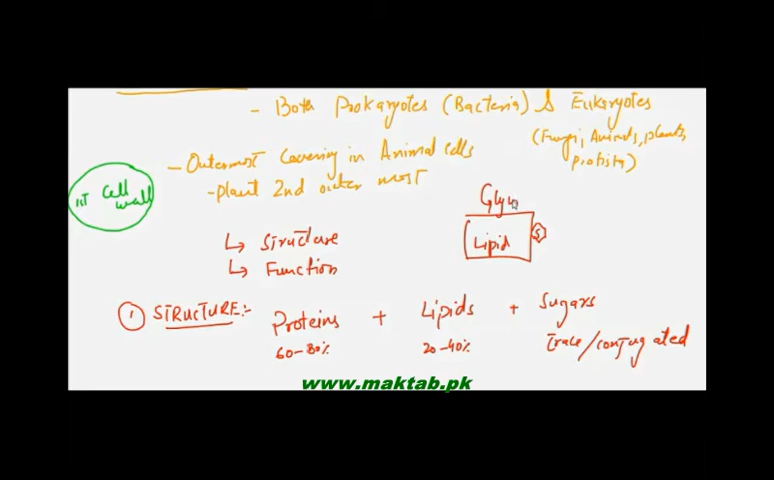 - Both Prokaryotes (Bacteria) & Eukaryotes
(Fungi, Animals, plants,
protists)
- Outermost Covering in Animal cells
- plant 2nd outer most
1st Cell
wall
Glyc
Lipid S
↳ Structure
↳ Function
① STRUCTURE:- Proteins + Lipids + Sugars
60-80% 20-40% Trace/conjugated
www.maktab.pk